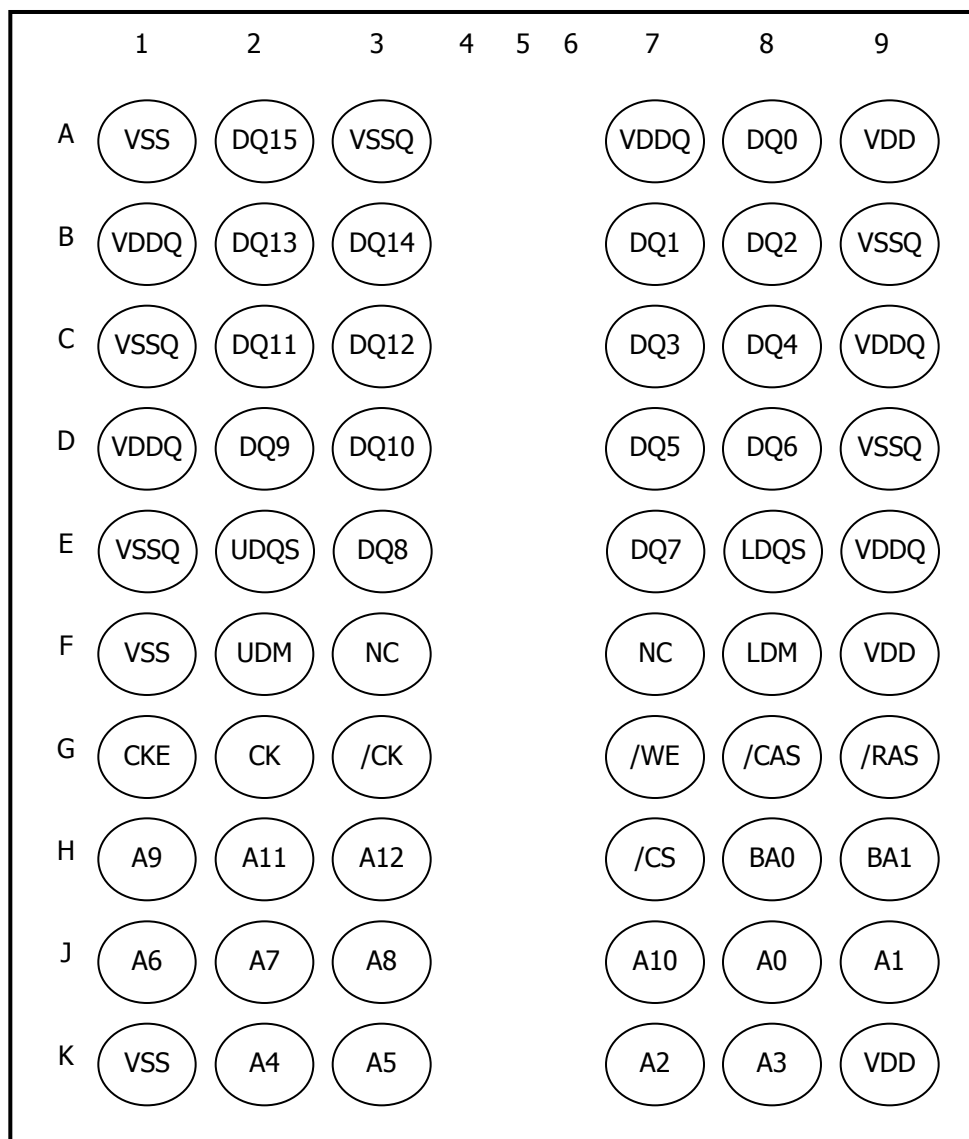 1 2 3 4 5 6 7 8 9
A VSS DQ15 VSSQ VDDQ DQ0 VDD
B VDDQ DQ13 DQ14 DQ1 DQ2 VSSQ
C VSSQ DQ11 DQ12 DQ3 DQ4 VDDQ
D VDDQ DQ9 DQ10 DQ5 DQ6 VSSQ
E VSSQ UDQS DQ8 DQ7 LDQS VDDQ
F VSS UDM NC NC LDM VDD
G CKE CK /CK /WE /CAS /RAS
H A9 A11 A12 /CS BA0 BA1
J A6 A7 A8 A10 A0 A1
K VSS A4 A5 A2 A3 VDD